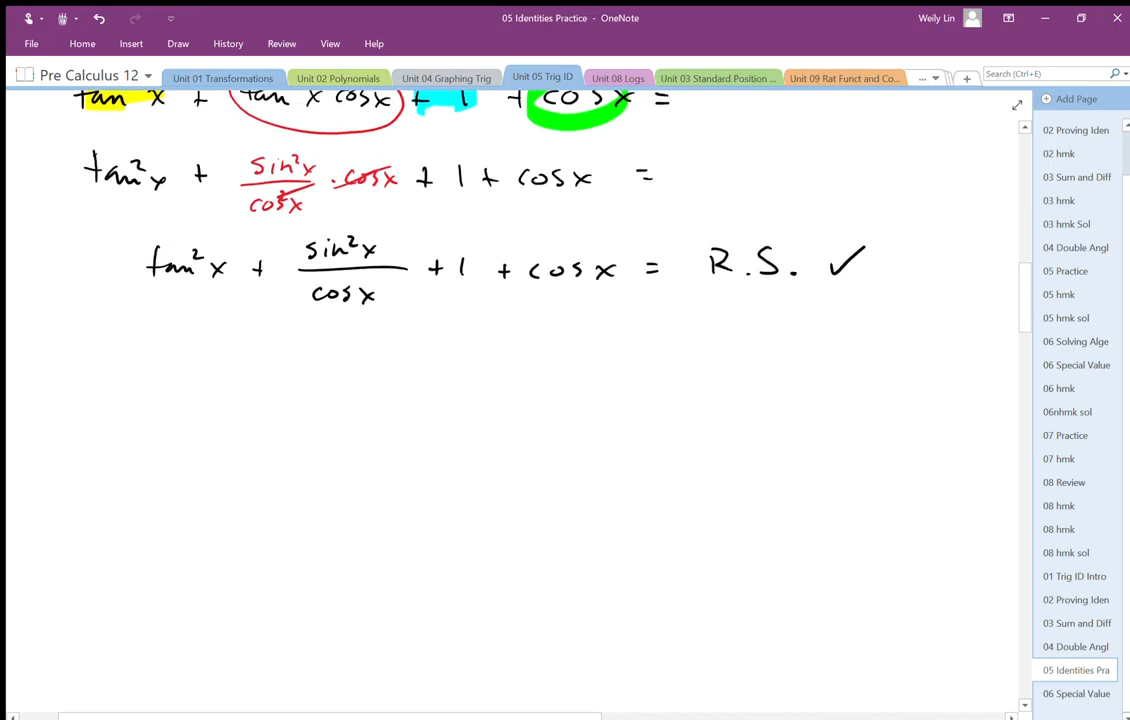 05 Identities Practice - OneNote
Weily Lin
File Home Insert Draw History Review View Help
Pre Calculus 12
Unit 01 Transformations
Unit 02 Polynomials
Unit 04 Graphing Trig
Unit 05 Trig ID
Unit 08 Logs
Unit 03 Standard Position ...
Unit 09 Rat Funct and Co...
...
Search (Ctrl+E)
tan x + tan x cosx + 1 + cosx =
tan²x + sin²x/cos²x · cosx + 1 + cosx =
tan²x + sin²x/cosx + 1 + cosx = R.S. ✓
Add Page
02 Proving Iden
02 hmk
03 Sum and Diff
03 hmk
03 hmk Sol
04 Double Angl
05 Practice
05 hmk
05 hmk sol
06 Solving Alge
06 Special Value
06 hmk
06nhmk sol
07 Practice
07 hmk
08 Review
08 hmk
08 hmk
08 hmk sol
01 Trig ID Intro
02 Proving Iden
03 Sum and Diff
04 Double Angl
05 Identities Pra
06 Special Value